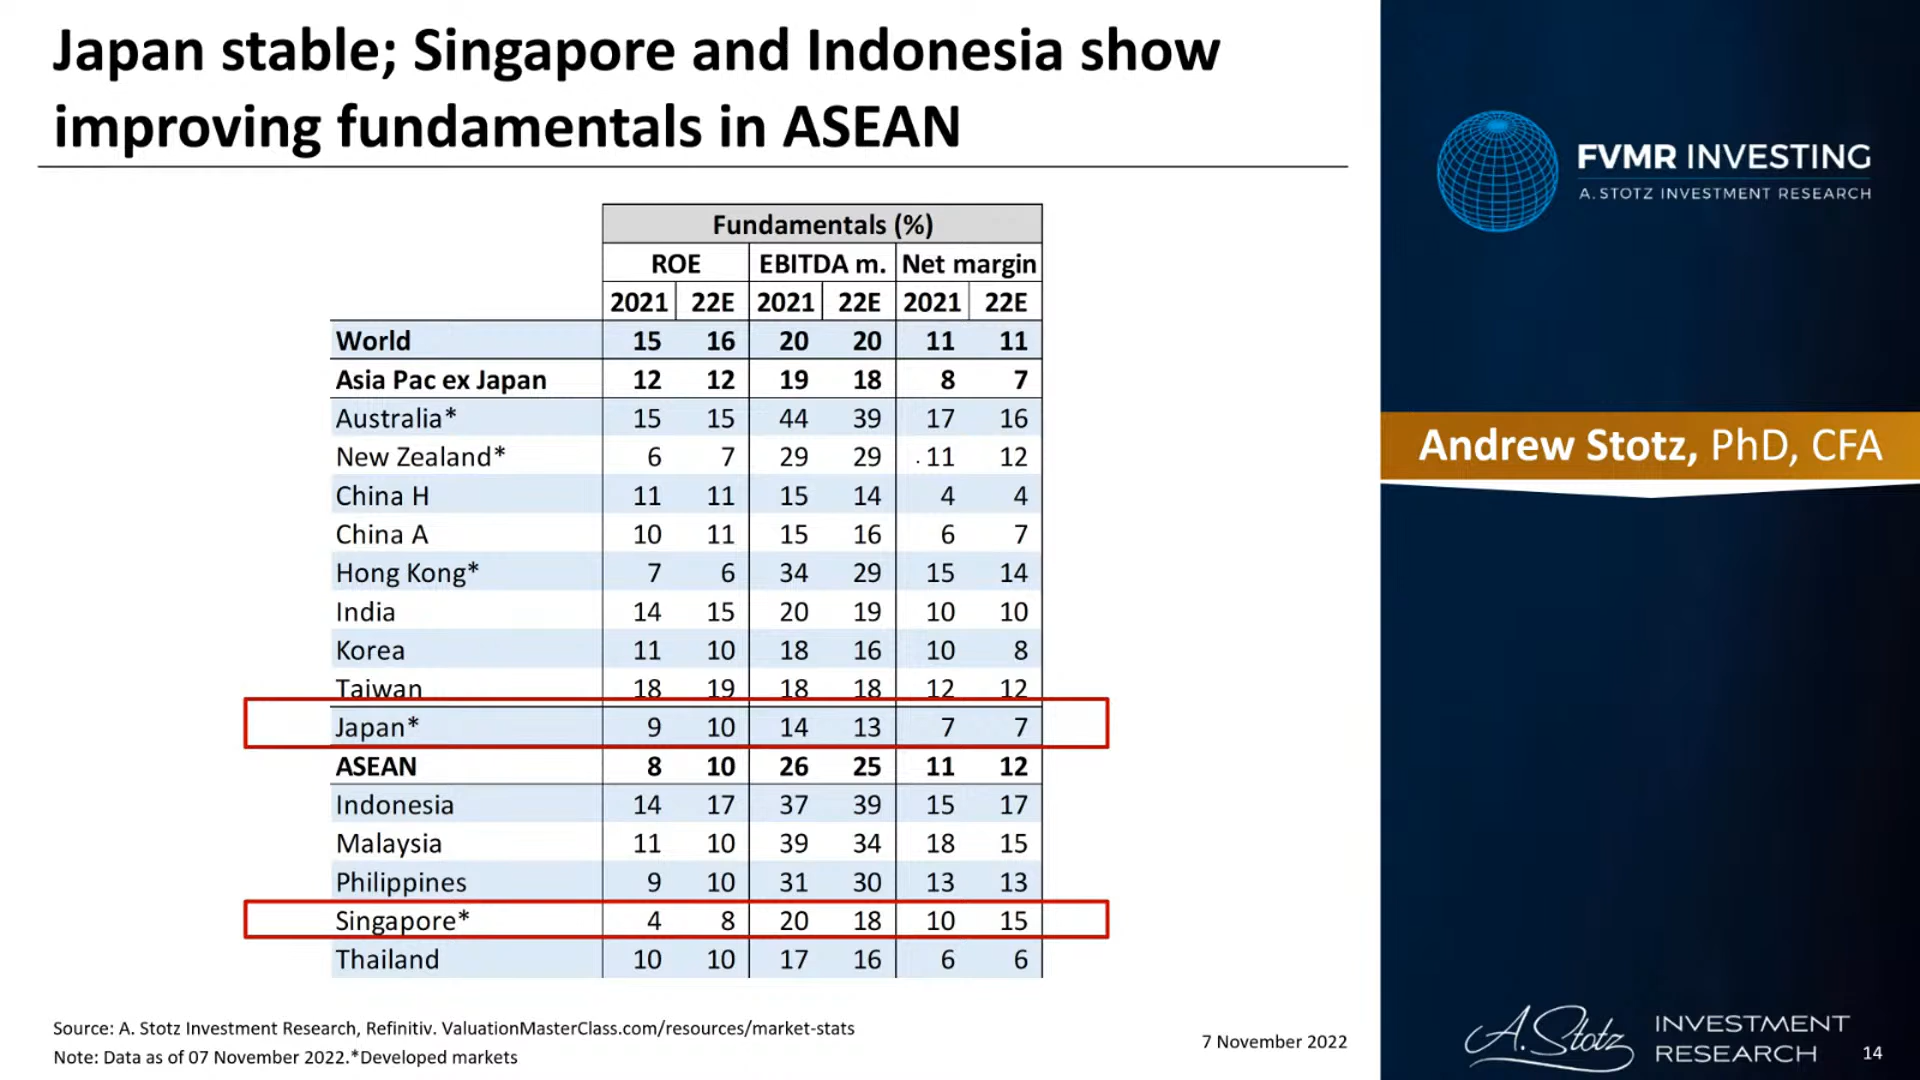 Japan stable; Singapore and Indonesia show
improving fundamentals in ASEAN
Fundamentals (%)
ROE EBITDA m. Net margin
2021 22E 2021 22E 2021 22E
World 15 16 20 20 11 11
Asia Pac ex Japan 12 12 19 18 8 7
Australia* 15 15 44 39 17 16
New Zealand* 6 7 29 29 11 12
China H 11 11 15 14 4 4
China A 10 11 15 16 6 7
Hong Kong* 7 6 34 29 15 14
India 14 15 20 19 10 10
Korea 11 10 18 16 10 8
Taiwan 18 19 18 18 12 12
Japan* 9 10 14 13 7 7
ASEAN 8 10 26 25 11 12
Indonesia 14 17 37 39 15 17
Malaysia 11 10 39 34 18 15
Philippines 9 10 31 30 13 13
Singapore* 4 8 20 18 10 15
Thailand 10 10 17 16 6 6
Source: A. Stotz Investment Research, Refinitiv. ValuationMasterClass.com/resources/market-stats
Note: Data as of 07 November 2022.*Developed markets
7 November 2022
FVMR INVESTING
A. STOTZ INVESTMENT RESEARCH
Andrew Stotz, PhD, CFA
A. Stotz INVESTMENT
RESEARCH
14